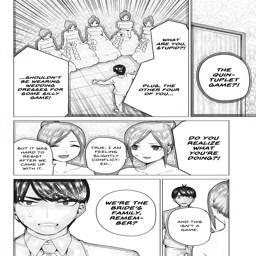 THE
QUIN-
TUPLET
GAME?!
WHAT
ARE YOU,
STUPID?!
PLUS, THE
OTHER FOUR
OF YOU...
...SHOULDN'T
BE WEARING
WEDDING
DRESSES FOR
SOME SILLY
GAME!
DO YOU
REALIZE
WHAT
YOU'RE
DOING?!
TRUE. I AM
FEELING
SLIGHTLY
CONFLICT-
ED...
BUT IT WAS
HARD TO
RESIST AFTER
WE CAME
UP WITH IT.
AND THIS
ISN'T A
GAME.
WE'RE THE
BRIDE'S
FAMILY,
REMEM-
BER?